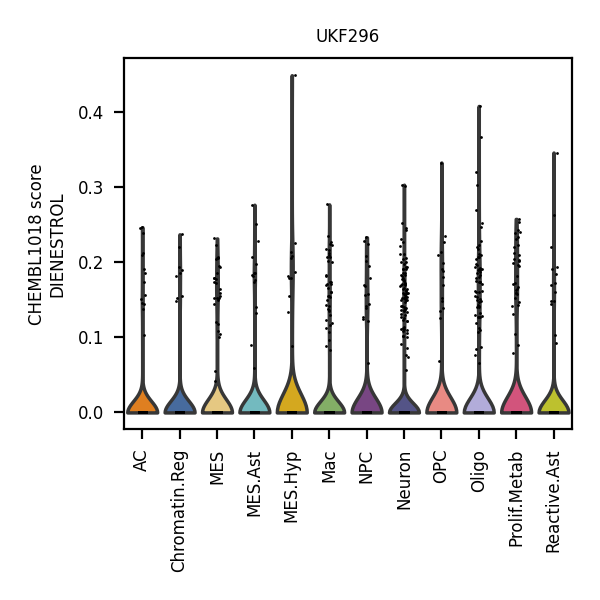 UKF296
CHEMBL1018 score
DIENESTROL
0.4
0.3
0.2
0.1
0.0
AC
Chromatin.Reg
MES
MES.Ast
MES.Hyp
Mac
NPC
Neuron
OPC
Oligo
Prolif.Metab
Reactive.Ast